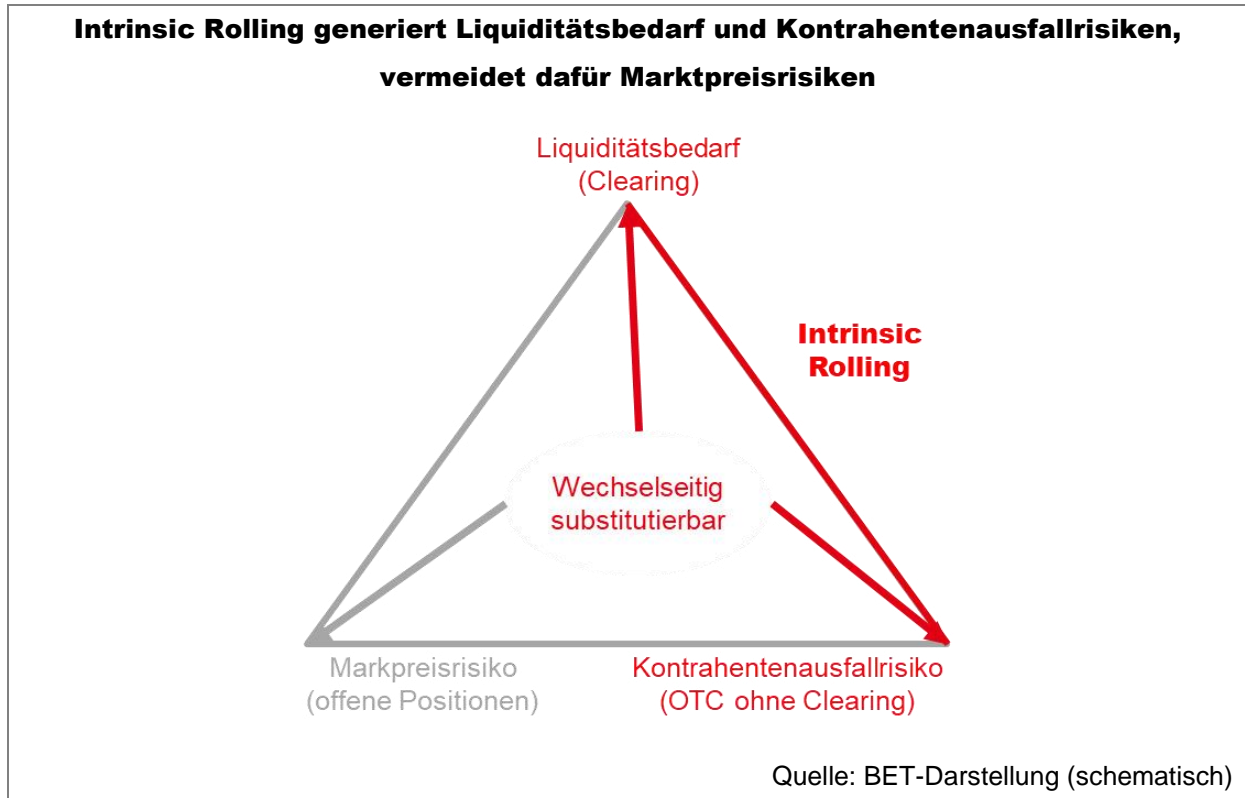 Intrinsic Rolling generiert Liquiditätsbedarf und Kontrahentenausfallrisiken,
vermeidet dafür Marktpreisrisiken
Liquiditätsbedarf
(Clearing)
Intrinsic
Rolling
Wechselseitig
substitutierbar
Markpreisrisiko
(offene Positionen)
Kontrahentenausfallrisiko
(OTC ohne Clearing)
Quelle: BET-Darstellung (schematisch)